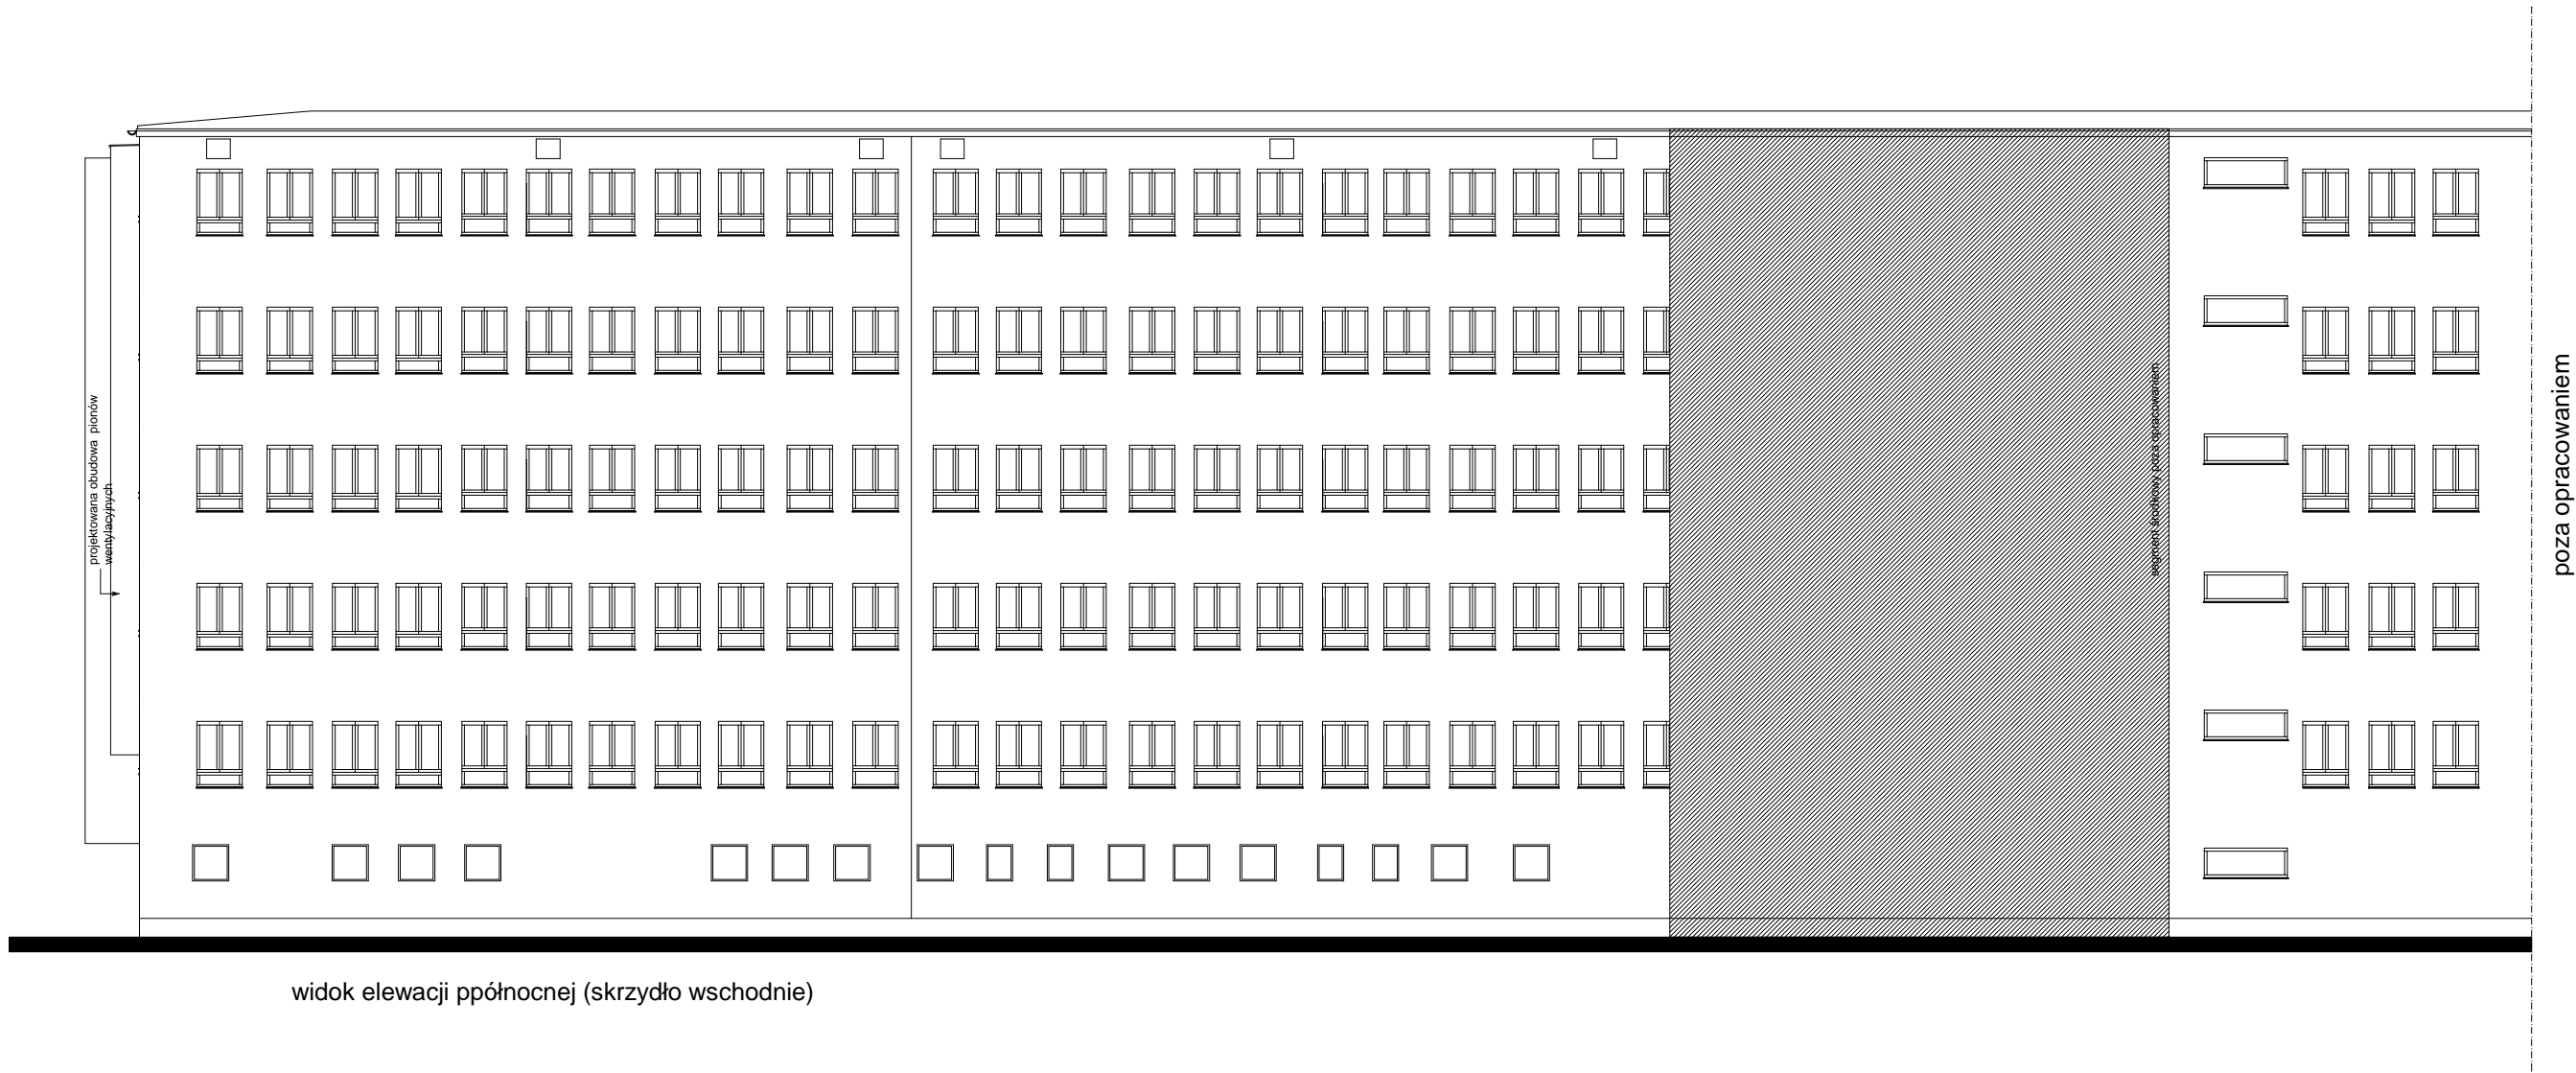 projektowana obudowa pionów
wentylacyjnych
segment środkowy poza opracowaniem
poza opracowaniem
widok elewacji ppółnocnej (skrzydło wschodnie)